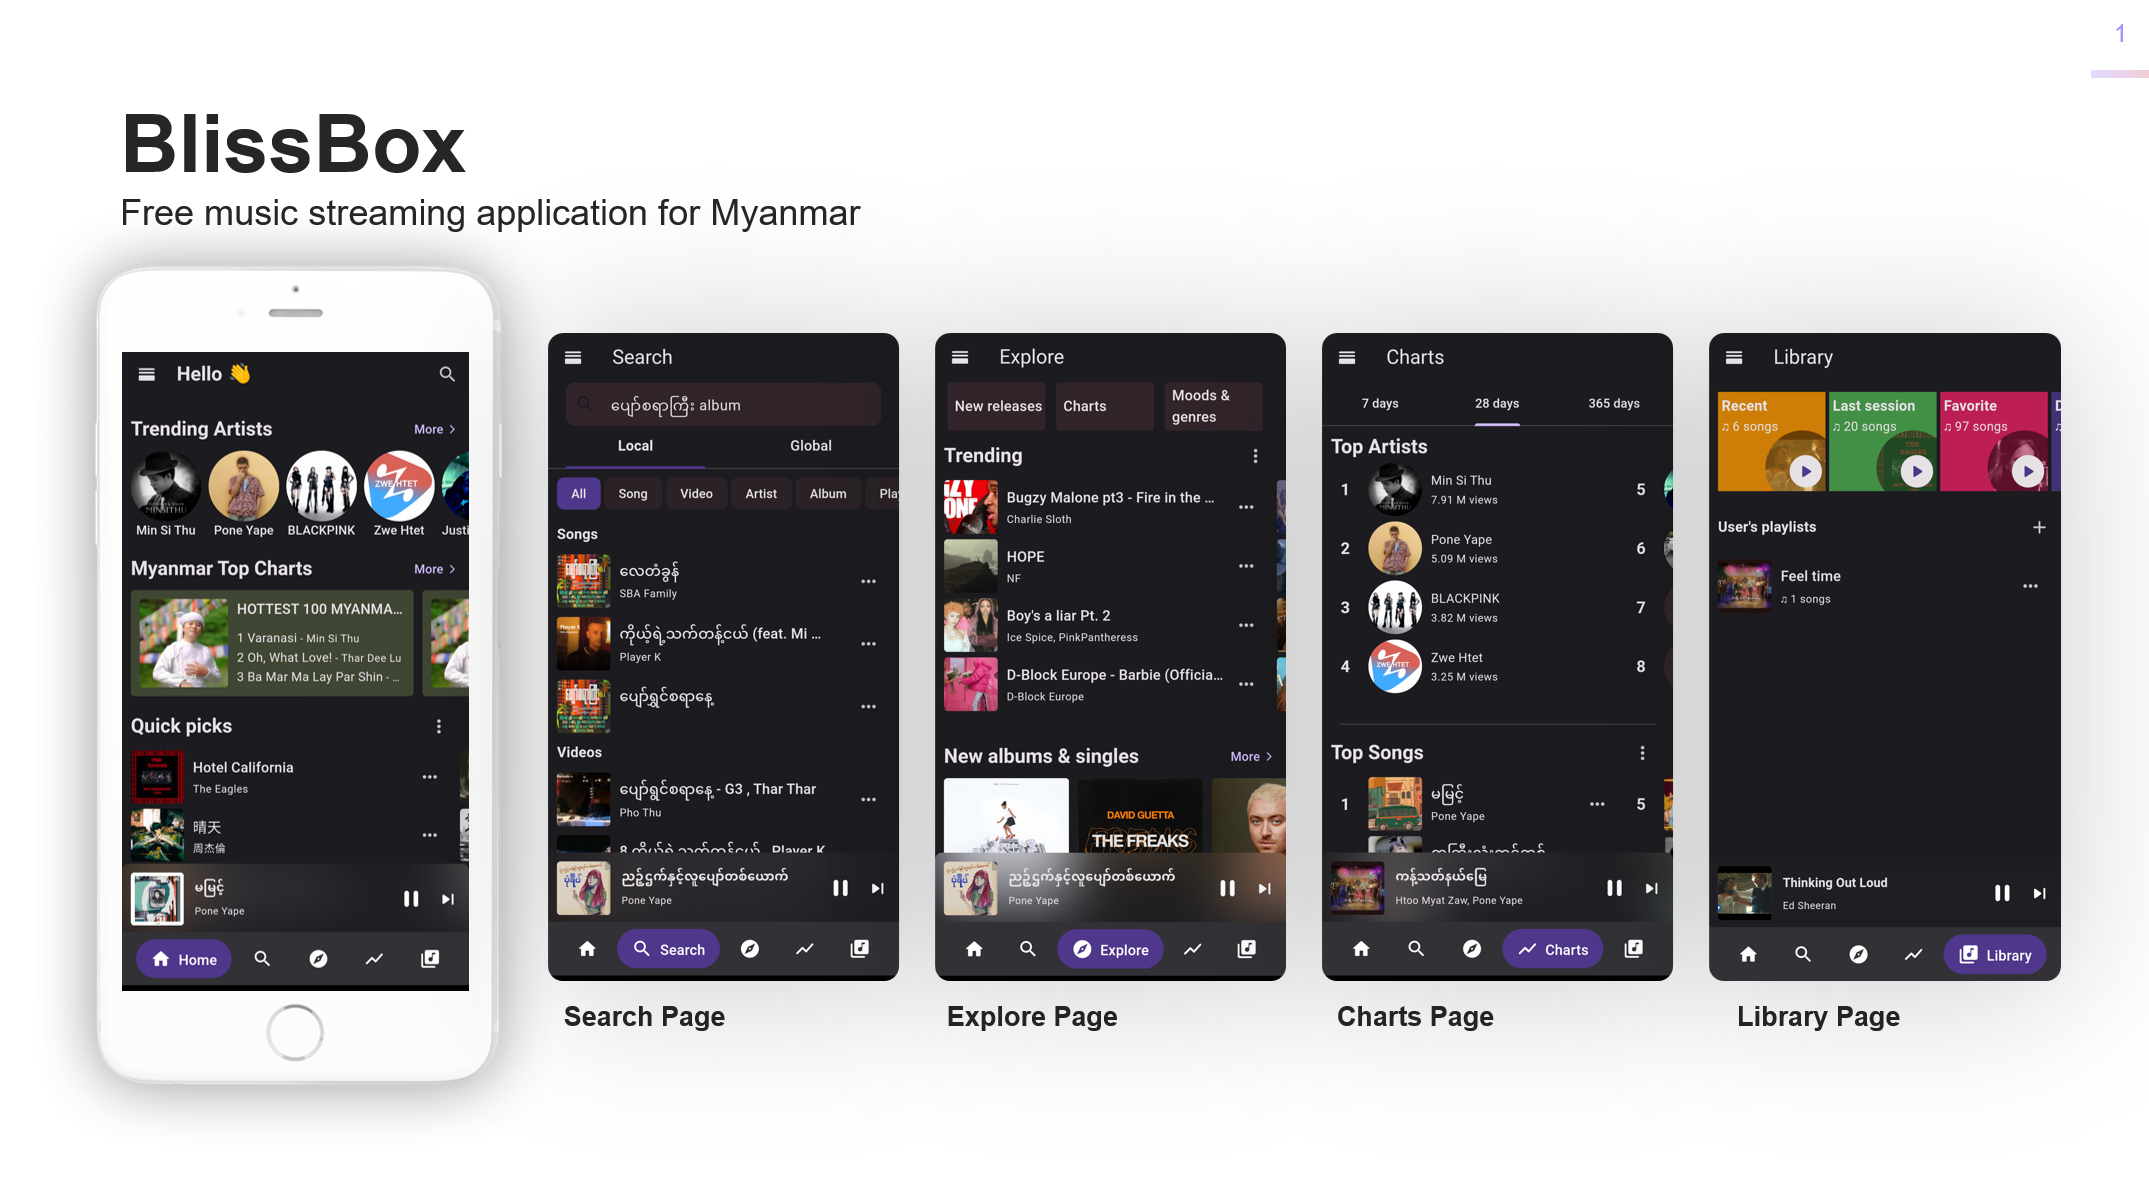 1
BlissBox
Free music streaming application for Myanmar
Hello 👋
Trending Artists
More >
Min Si Thu
Pone Yape
BLACKPINK
Zwe Htet
Justi
Myanmar Top Charts
More >
HOTTEST 100 MYANMA...
1 Varanasi - Min Si Thu
2 Oh, What Love! - Thar Dee Lu
3 Ba Mar Ma Lay Par Shin - ...
Quick picks
Hotel California
The Eagles
晴天
周杰倫
မမြင့်
Pone Yape
Home
Search
ပျော်စရာကြီး album
Local
Global
All
Song
Video
Artist
Album
Play
Songs
လေတံခွန်
SBA Family
ကိုယ့်ရဲ့သက်တန့်ငယ် (feat. Mi ...
Player K
ပျော်ရွှင်စရာနေ့
Videos
ပျော်ရွှင်စရာနေ့ - G3 , Thar Thar
Pho Thu
Player K
ညဉ့်ငှက်နှင့်လူပျော်တစ်ယောက်
Pone Yape
Search
Search Page
Explore
New releases
Charts
Moods &
genres
Trending
Bugzy Malone pt3 - Fire in the ...
Charlie Sloth
HOPE
NF
Boy's a liar Pt. 2
Ice Spice, PinkPantheress
D-Block Europe - Barbie (Officia...
D-Block Europe
New albums & singles
More >
DAVID GUETTA
THE FREAKS
ညဉ့်ငှက်နှင့်လူပျော်တစ်ယောက်
Pone Yape
Explore
Explore Page
Charts
7 days
28 days
365 days
Top Artists
1
Min Si Thu
7.91 M views
5
2
Pone Yape
5.09 M views
6
3
BLACKPINK
3.82 M views
7
4
Zwe Htet
3.25 M views
8
Top Songs
1
မမြင့်
Pone Yape
5
ကန့်သတ်နယ်မြေ
Htoo Myat Zaw, Pone Yape
Charts
Charts Page
Library
Recent
♫ 6 songs
Last session
♫ 20 songs
Favorite
♫ 97 songs
User's playlists
Feel time
♫ 1 songs
Thinking Out Loud
Ed Sheeran
Library
Library Page